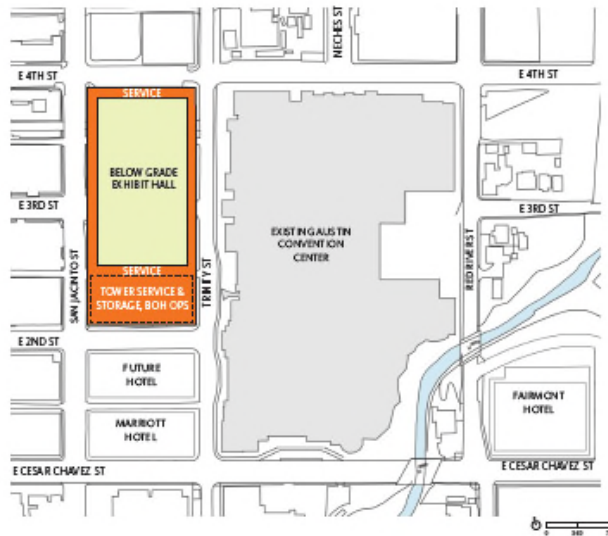 NECHES ST
E 4TH ST
E 4TH ST
SERVICE
BELOW GRADE
EXHIBIT HALL
E 3RD ST
E 3RD ST
EXISTING AUSTIN
CONVENTION
CENTER
SAN JACINTO ST
TRINITY ST
RED RIVER ST
SERVICE
TOWER SERVICE &
STORAGE, BOH OPS
E 2ND ST
FUTURE
HOTEL
MARRIOTT
HOTEL
FAIRMONT
HOTEL
E CESAR CHAVEZ ST
E CESAR CHAVEZ ST
0